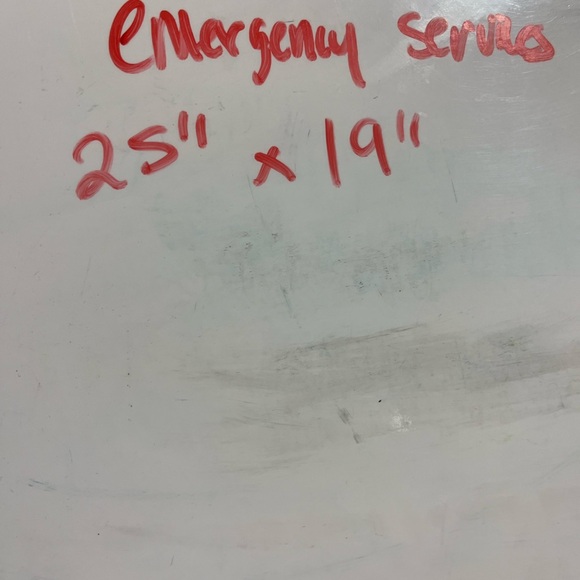 Emergency Services
25" x 19"